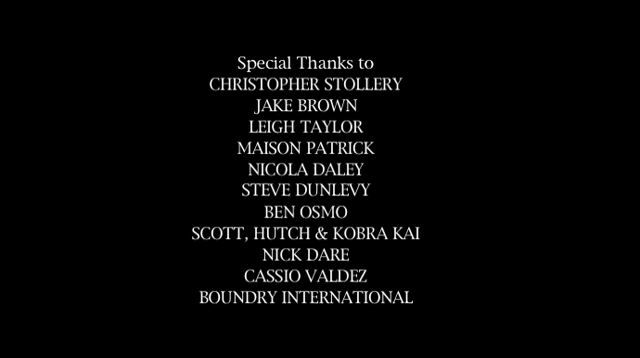 Special Thanks to
CHRISTOPHER STOLLERY
JAKE BROWN
LEIGH TAYLOR
MAISON PATRICK
NICOLA DALEY
STEVE DUNLEVY
BEN OSMO
SCOTT, HUTCH & KOBRA KAI
NICK DARE
CASSIO VALDEZ
BOUNDRY INTERNATIONAL